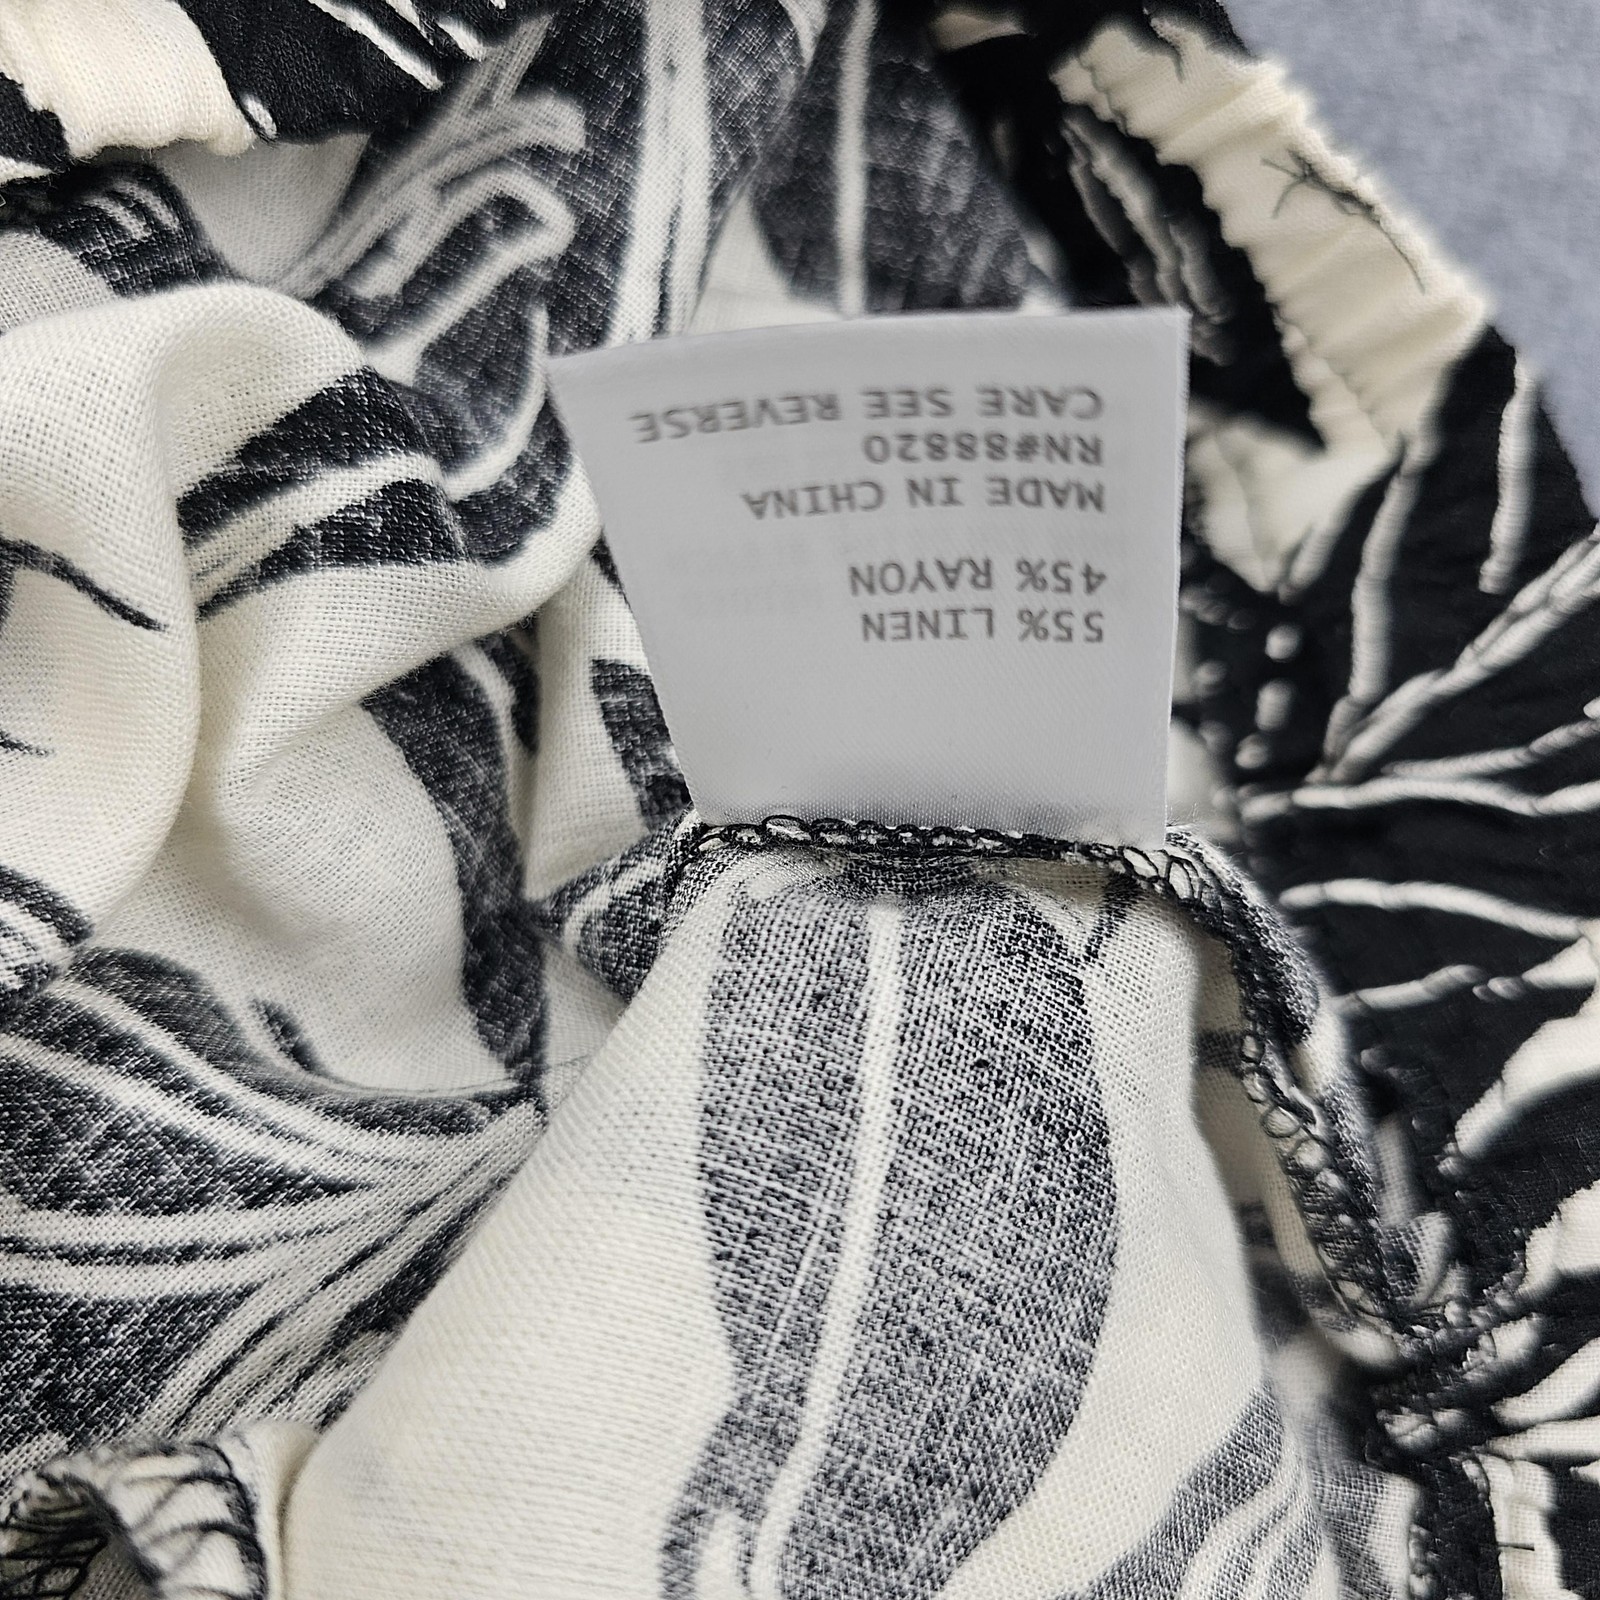 55% LINEN
45% RAYON
MADE IN CHINA
RN#88820
CARE SEE REVERSE